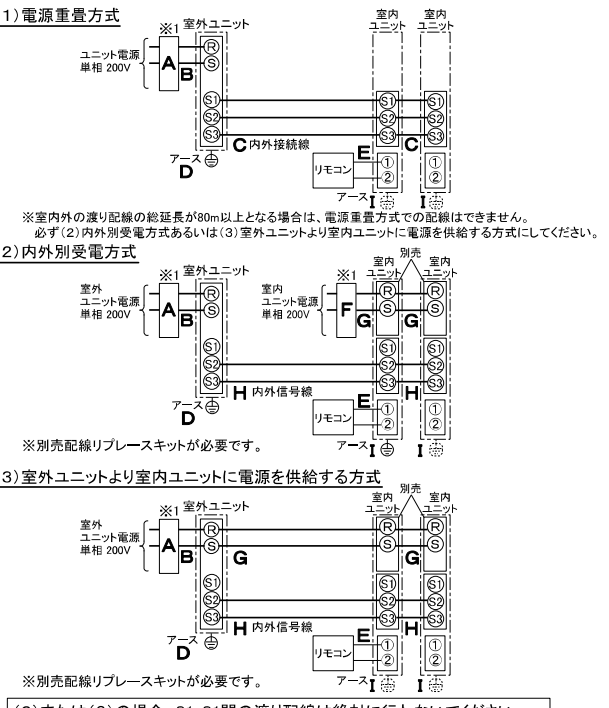 1)電源重畳方式
※1 室外ユニット 室内ユニット 室内ユニット
ユニット電源
単相 200V
A B
R
S
S1 S1 S1
S2 S2 S2
S3 S3 S3
C 内外接続線 E C
アース
D
リモコン
① ①
② ②
アース I I
※室内外の渡り配線の総延長が80m以上となる場合は、電源重畳方式での配線はできません。
必ず(2)内外別受電方式あるいは(3)室外ユニットより室内ユニットに電源を供給する方式にしてください。
2)内外別受電方式
別売
※1 室外ユニット ※1 室内ユニット 室内ユニット
室外
ユニット電源
単相 200V
A B
室内
ユニット電源
単相 200V
F G G
R R R
S S S
S1 S1 S1
S2 S2 S2
S3 S3 S3
H 内外信号線 E H
アース
D
リモコン
① ①
② ②
アース I I
※別売配線リプレースキットが必要です。
3)室外ユニットより室内ユニットに電源を供給する方式
別売
※1 室外ユニット 室内ユニット 室内ユニット
室外
ユニット電源
単相 200V
A B G G
R R R
S S S
S1 S1 S1
S2 S2 S2
S3 S3 S3
H 内外信号線 E H
アース
D
リモコン
① ①
② ②
アース I I
※別売配線リプレースキットが必要です。